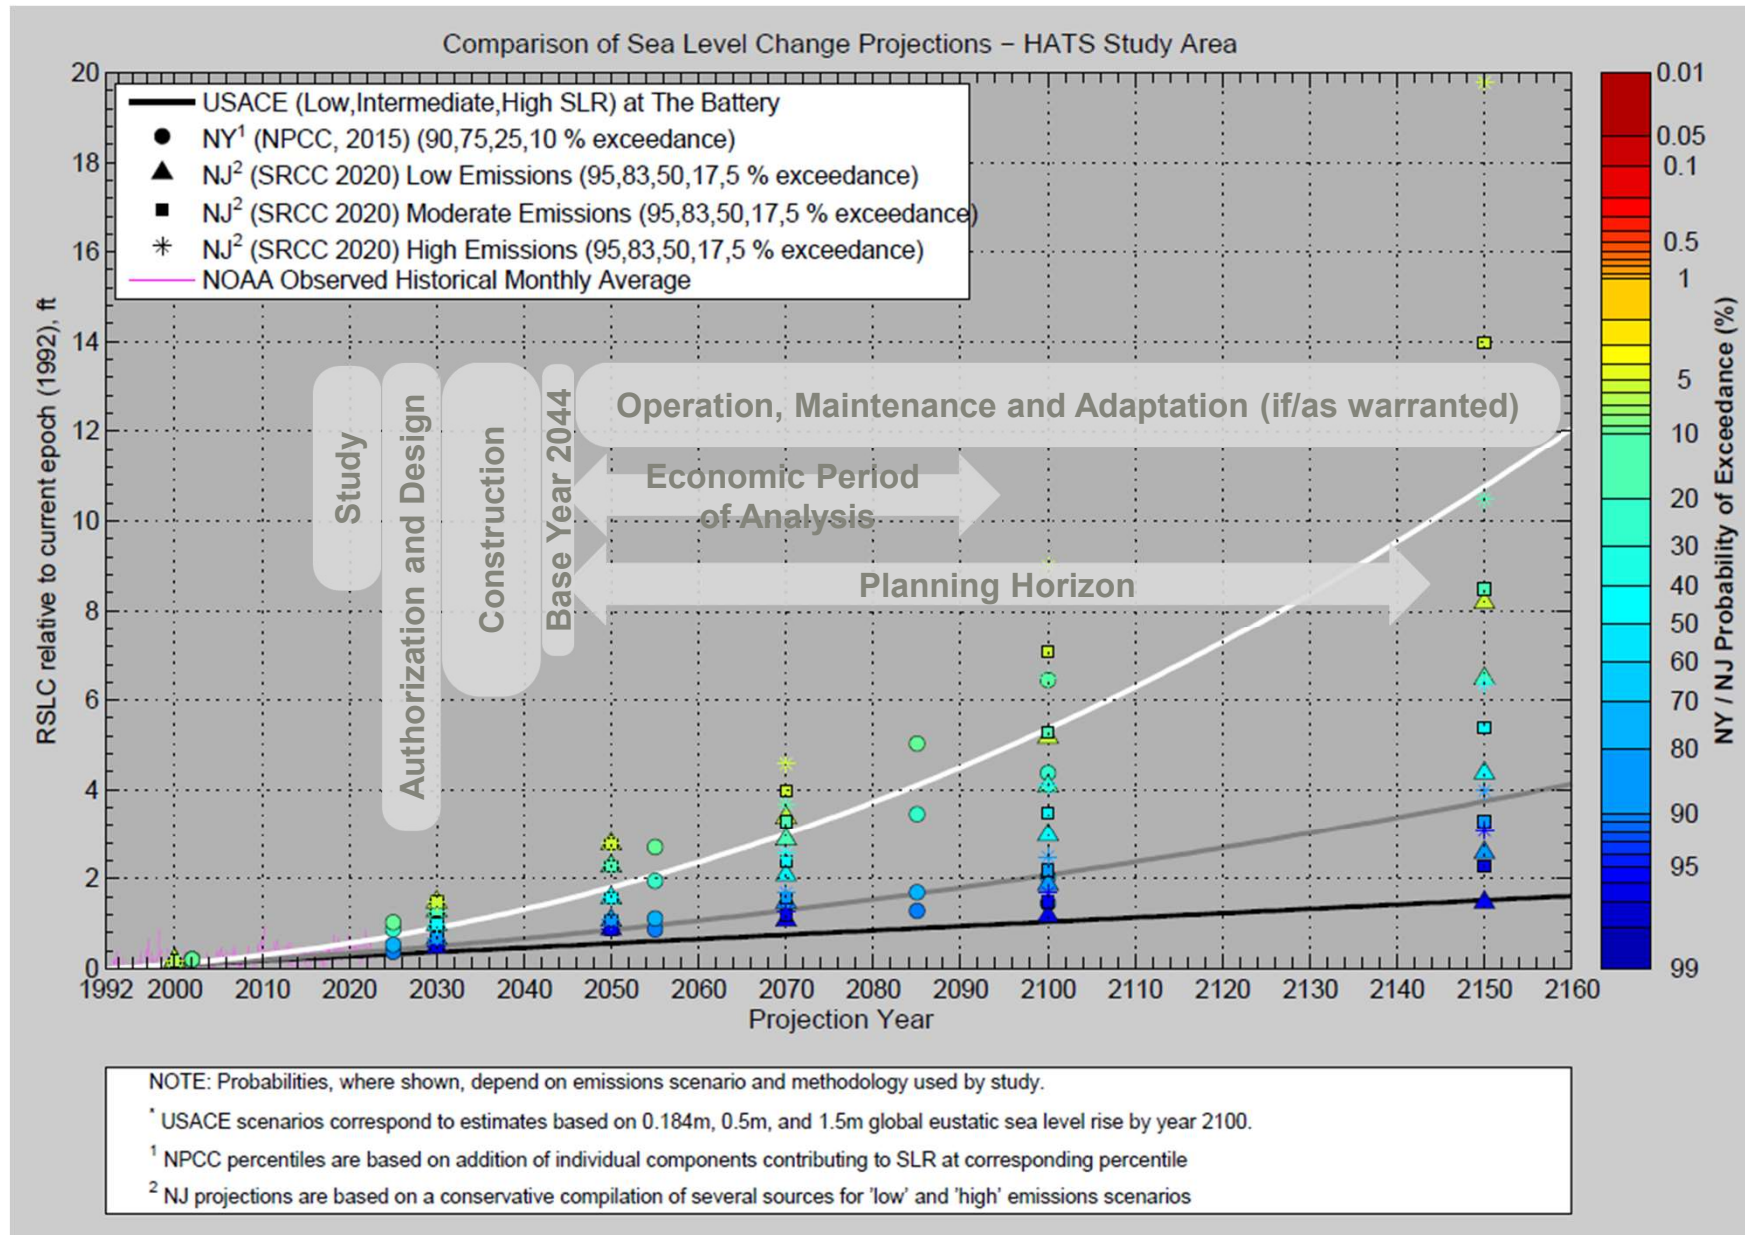 Comparison of Sea Level Change Projections – HATS Study Area
USACE (Low,Intermediate,High SLR) at The Battery
NY1 (NPCC, 2015) (90,75,25,10 % exceedance)
NJ2 (SRCC 2020) Low Emissions (95,83,50,17,5 % exceedance)
NJ2 (SRCC 2020) Moderate Emissions (95,83,50,17,5 % exceedance)
NJ2 (SRCC 2020) High Emissions (95,83,50,17,5 % exceedance)
NOAA Observed Historical Monthly Average
RSLC relative to current epoch (1992), ft
20
18
16
14
12
10
8
6
4
2
0
Study
Authorization and Design
Construction
Base Year 2044
Operation, Maintenance and Adaptation (if/as warranted)
Economic Period
of Analysis
Planning Horizon
1992 2000 2010 2020 2030 2040 2050 2060 2070 2080 2090 2100 2110 2120 2130 2140 2150 2160
Projection Year
0.01
0.05
0.1
0.5
1
5
10
20
30
40
50
60
70
80
90
95
99
NY / NJ Probability of Exceedance (%)
NOTE: Probabilities, where shown, depend on emissions scenario and methodology used by study.
* USACE scenarios correspond to estimates based on 0.184m, 0.5m, and 1.5m global eustatic sea level rise by year 2100.
1 NPCC percentiles are based on addition of individual components contributing to SLR at corresponding percentile
2 NJ projections are based on a conservative compilation of several sources for 'low' and 'high' emissions scenarios